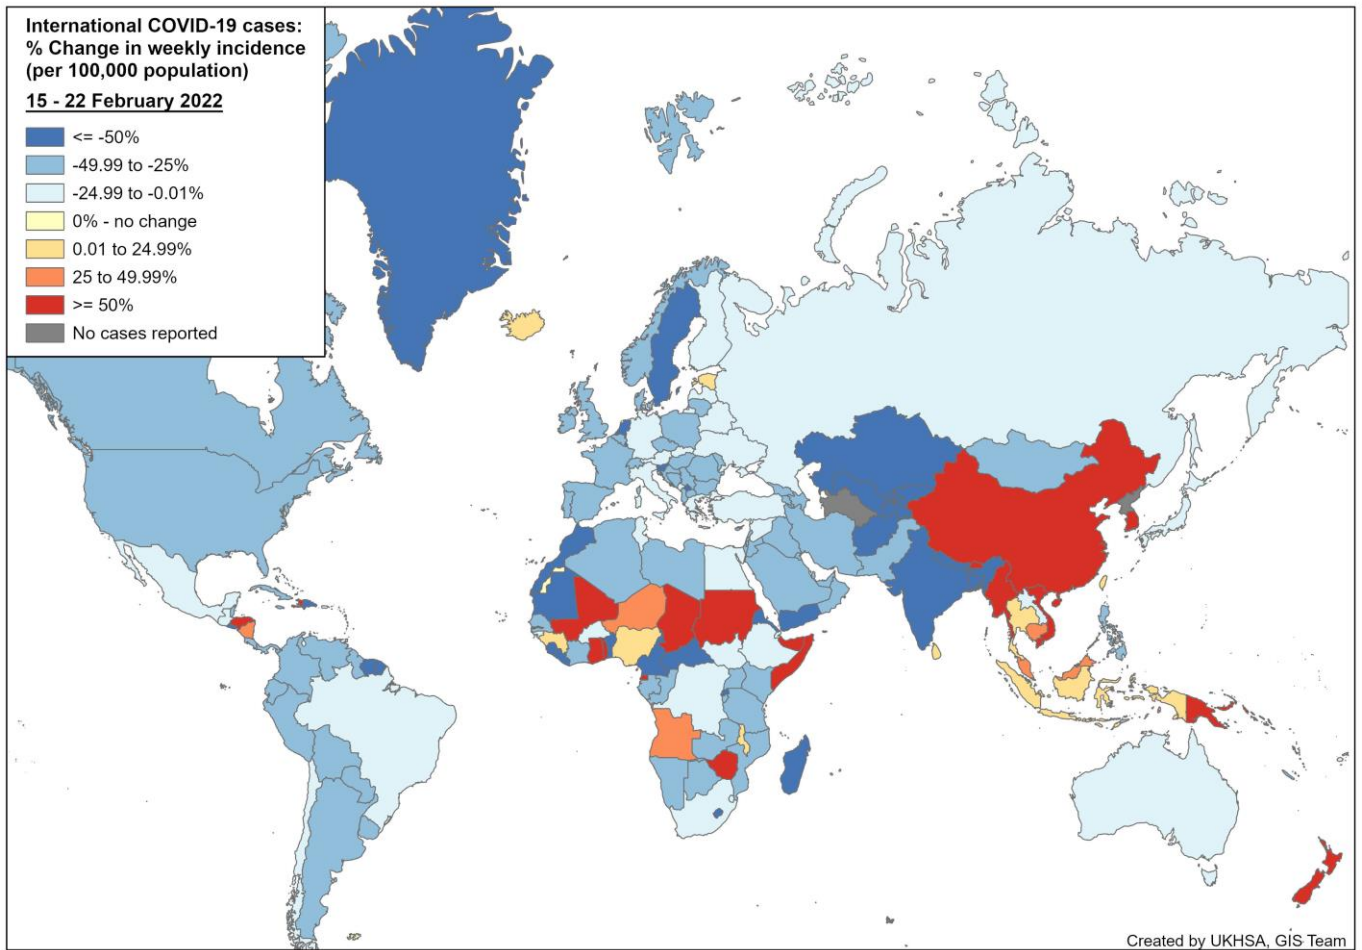 International COVID-19 cases:
% Change in weekly incidence
(per 100,000 population)
15 - 22 February 2022
<= -50%
-49.99 to -25%
-24.99 to -0.01%
0% - no change
0.01 to 24.99%
25 to 49.99%
>= 50%
No cases reported
Created by UKHSA, GIS Team